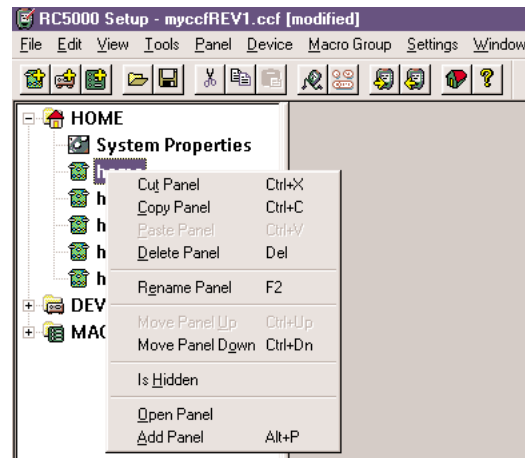 RC5000 Setup - myccfREV1.ccf [modified]
File Edit View Tools Panel Device Macro Group Settings Window
HOME
System Properties
h
h
h
h
DEV
MAC
Cut Panel Ctrl+X
Copy Panel Ctrl+C
Paste Panel Ctrl+V
Delete Panel Del
Rename Panel F2
Move Panel Up Ctrl+Up
Move Panel Down Ctrl+Dn
Is Hidden
Open Panel
Add Panel Alt+P